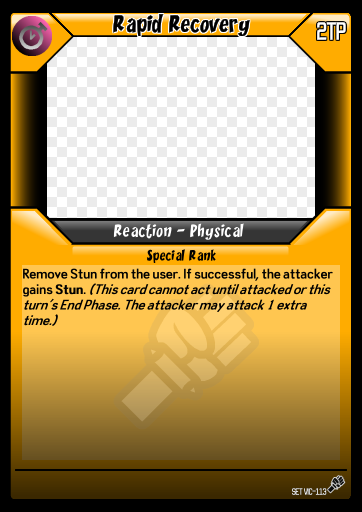 Rapid Recovery
2TP
Reaction - Physical
Special Rank
Remove Stun from the user. If successful, the attacker
gains Stun. (This card cannot act until attacked or this
turn's End Phase. The attacker may attack 1 extra
time.)
SET VIC-113